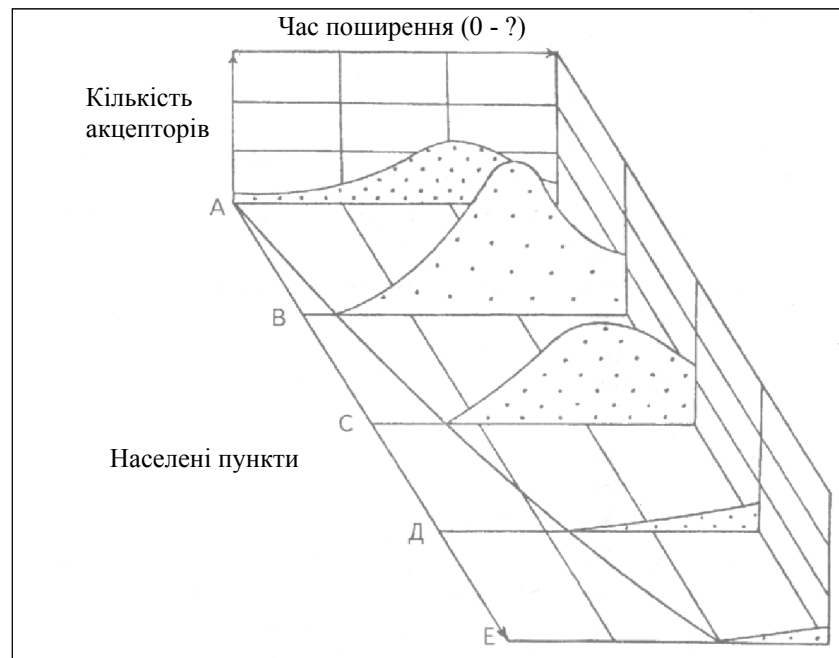 Час поширення (0 - ?)
Кількість
акцепторів
А
В
С
Населені пункти
Д
Е